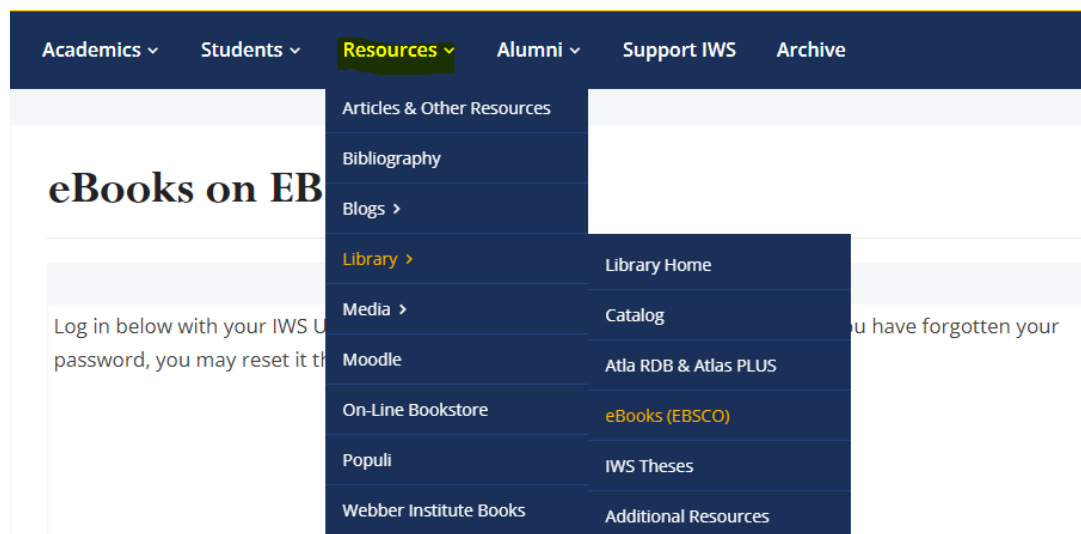 Academics Students Resources Alumni Support IWS Archive
Articles & Other Resources
Bibliography
Blogs >
Library >
Media >
Moodle
On-Line Bookstore
Populi
Webber Institute Books
Library Home
Catalog
Atla RDB & Atlas PLUS
eBooks (EBSCO)
IWS Theses
Additional Resources
eBooks on EB
Log in below with your IWS U
u have forgotten your
password, you may reset it th